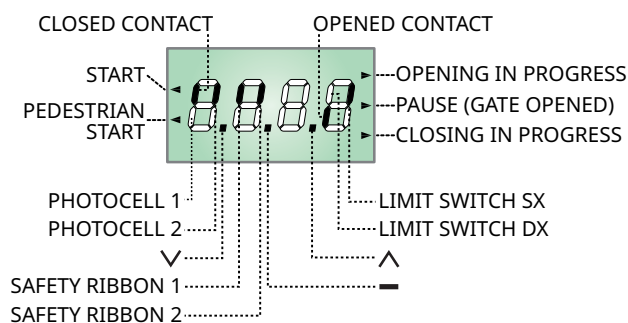 CLOSED CONTACT
OPENED CONTACT
START
PEDESTRIAN
START
OPENING IN PROGRESS
PAUSE (GATE OPENED)
CLOSING IN PROGRESS
PHOTOCELL 1
PHOTOCELL 2
SAFETY RIBBON 1
SAFETY RIBBON 2
LIMIT SWITCH SX
LIMIT SWITCH DX